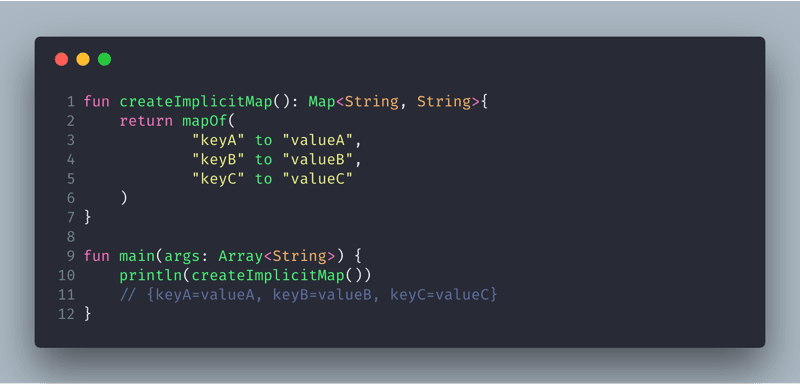 1 fun createImplicitMap(): Map<String, String>{
2     return mapOf(
3             "keyA" to "valueA",
4             "keyB" to "valueB",
5             "keyC" to "valueC"
6     )
7 }
8
9 fun main(args: Array<String>) {
10     println(createImplicitMap())
11     // {keyA=valueA, keyB=valueB, keyC=valueC}
12 }